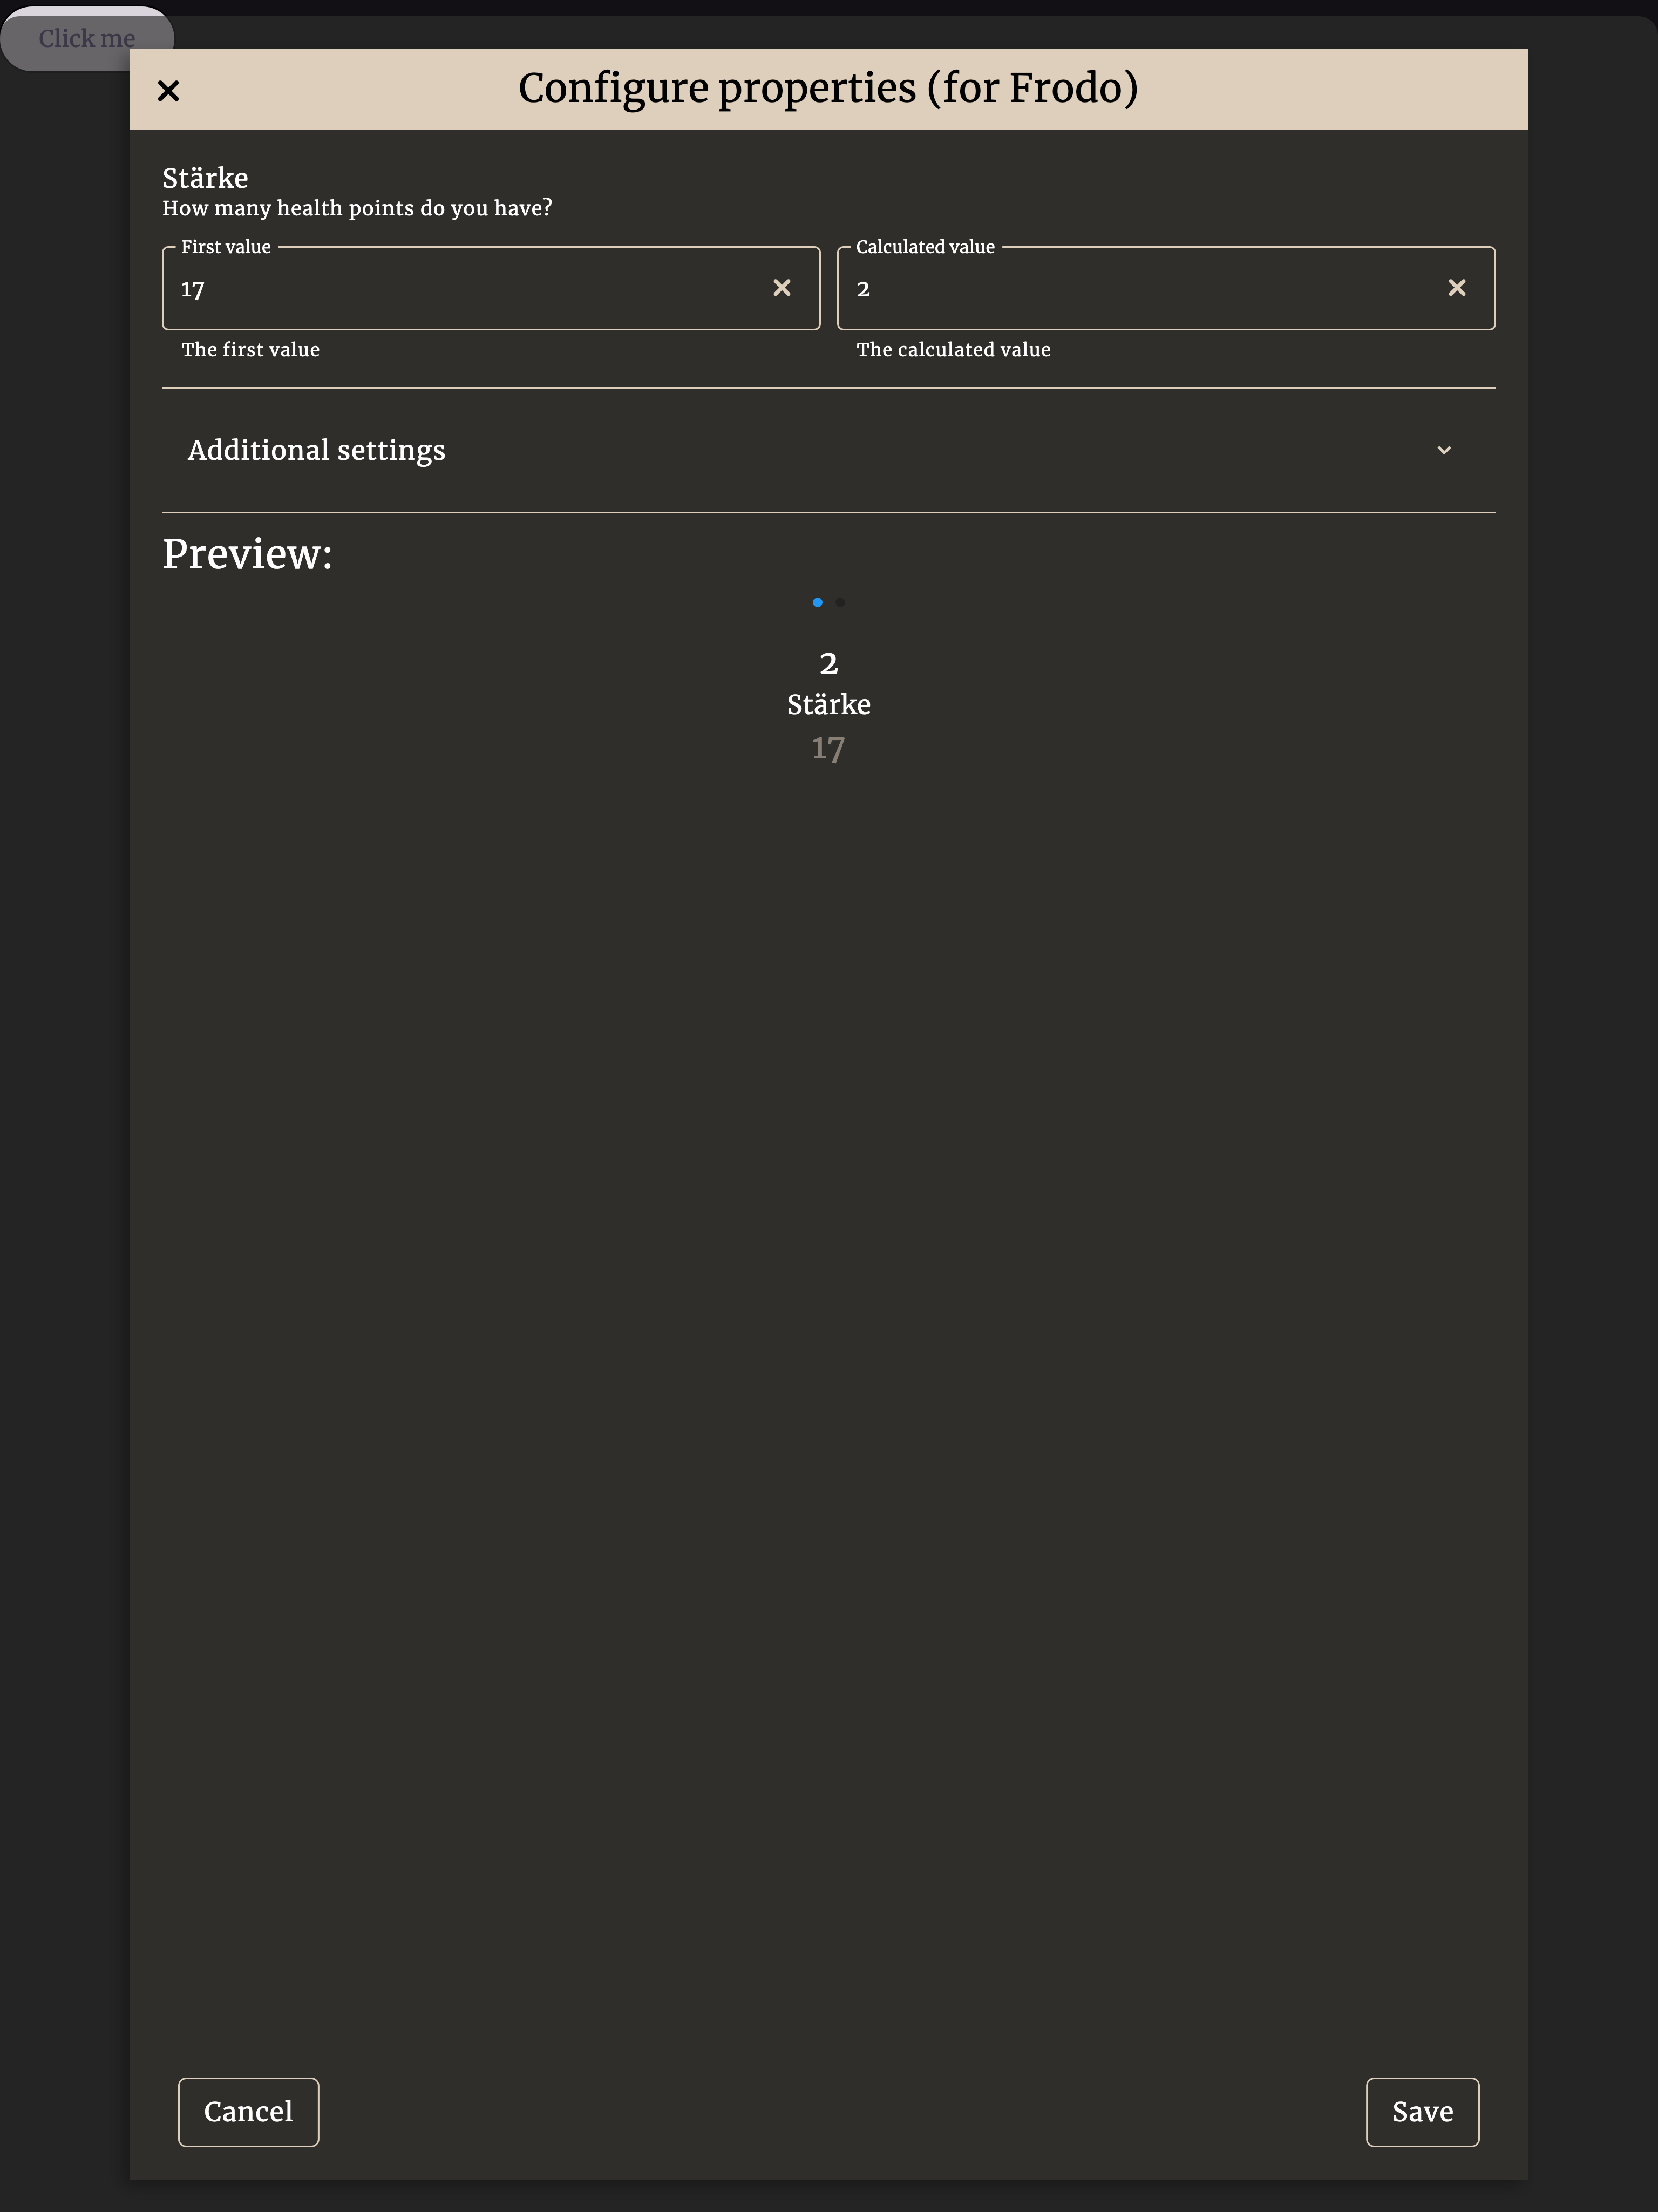 Click me
Configure properties (for Frodo)
Stärke
How many health points do you have?
First value
17
The first value
Calculated value
2
The calculated value
Additional settings
Preview:
2
Stärke
17
Cancel
Save